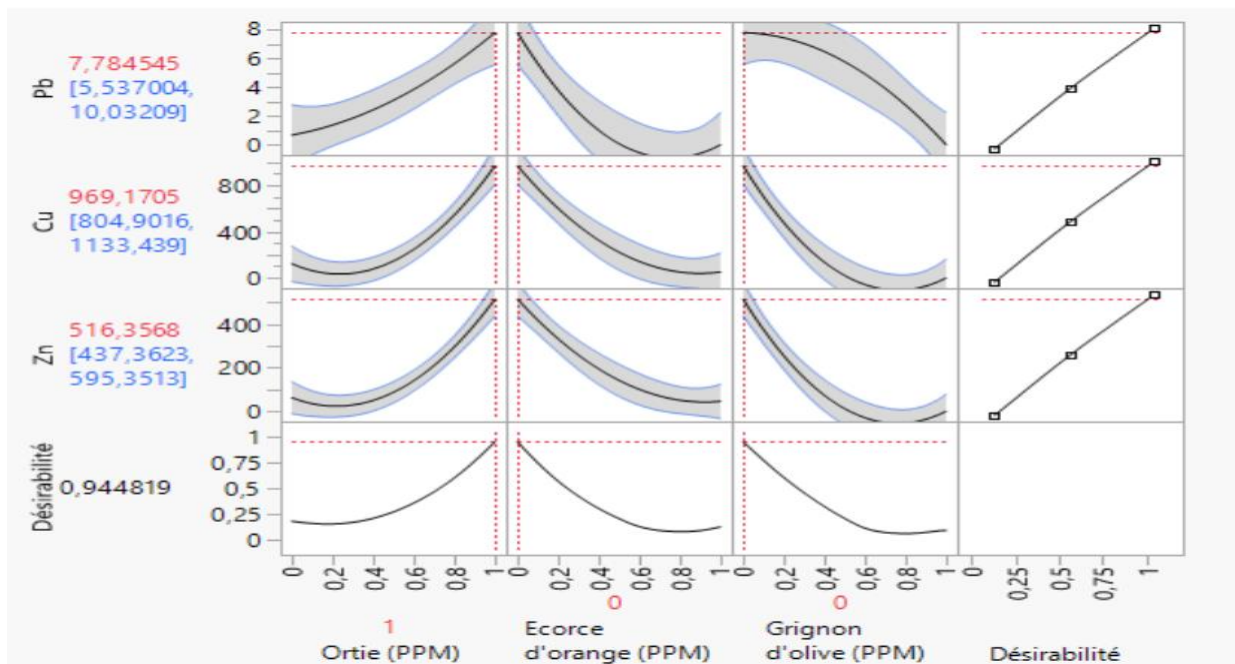 Pb
7,784545
[5,537004,
10,03209]
8
6
4
2
0
Cu
969,1705
[804,9016,
1133,439]
800
400
0
Zn
516,3568
[437,3623,
595,3513]
400
200
0
Désirabilité
0,944819
1
0,75
0,5
0,25
0
0 0,2 0,4 0,6 0,8 1
0 0,2 0,4 0,6 0,8 1
0 0,2 0,4 0,6 0,8 1
0 0,25 0,5 0,75 1
1
Ortie (PPM)
0
Ecorce
d'orange (PPM)
0
Grignon
d'olive (PPM)
Désirabilité